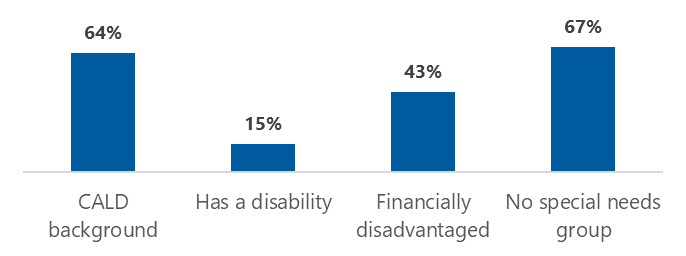 64%
15%
43%
67%
CALD
background
Has a disability
Financially
disadvantaged
No special needs
group